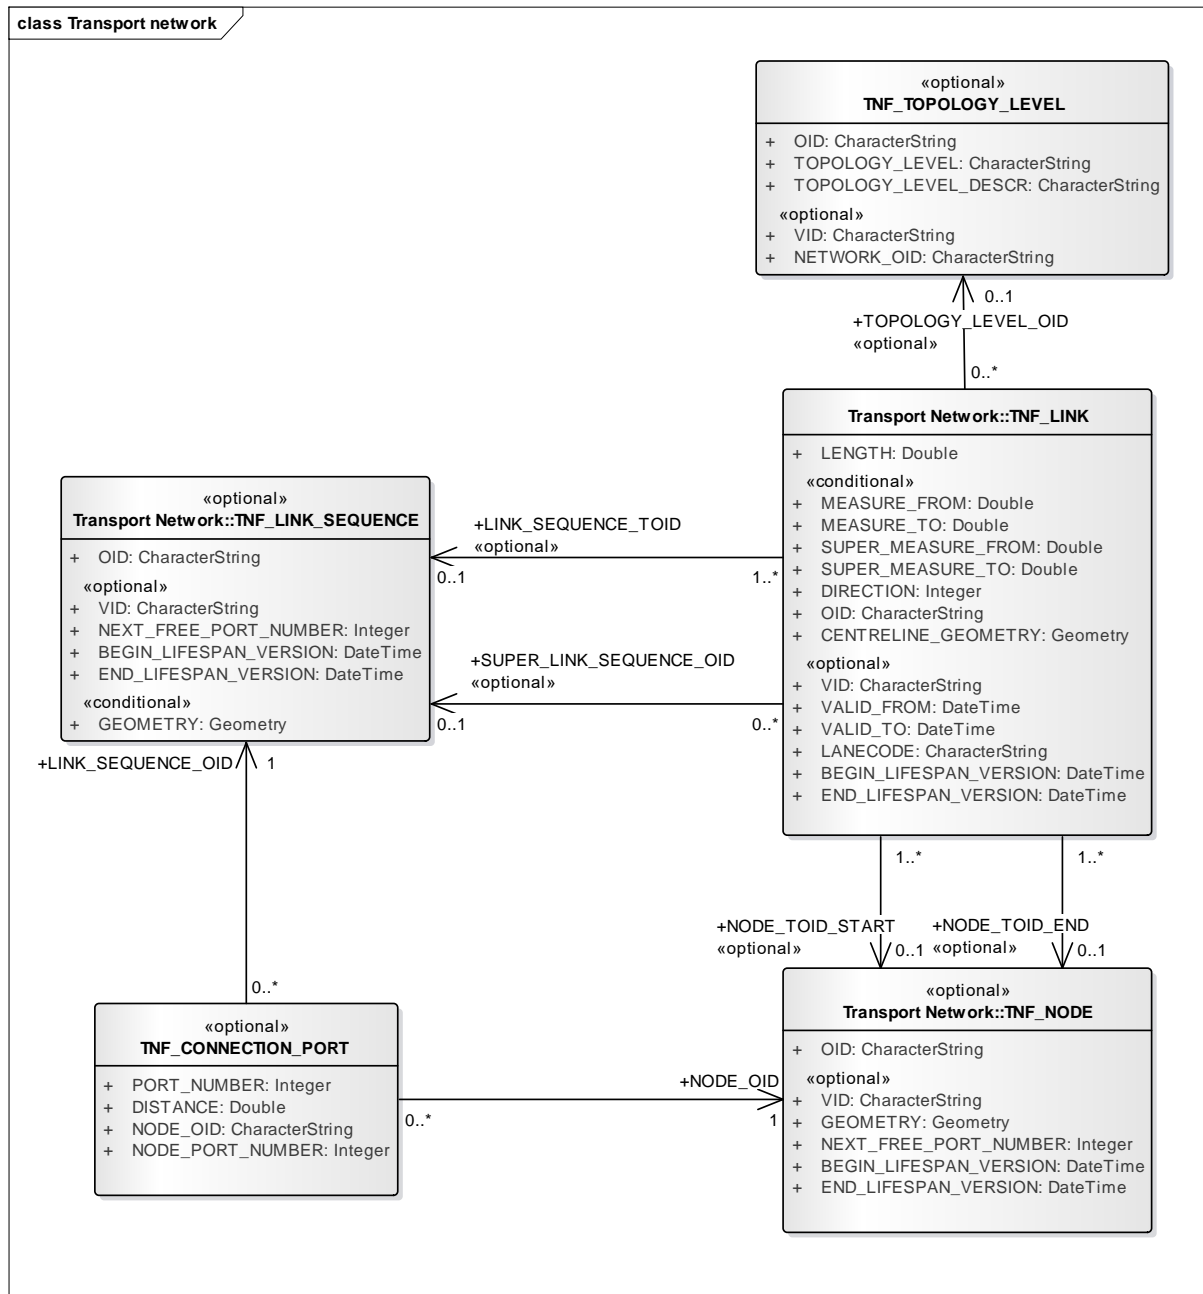 class Transport network
«optional»
TNF_TOPOLOGY_LEVEL
+ OID: CharacterString
+ TOPOLOGY_LEVEL: CharacterString
+ TOPOLOGY_LEVEL_DESCR: CharacterString
«optional»
+ VID: CharacterString
+ NETWORK_OID: CharacterString
0..1
+TOPOLOGY_LEVEL_OID
«optional»
0..*
Transport Network::TNF_LINK
+ LENGTH: Double
«conditional»
+ MEASURE_FROM: Double
+ MEASURE_TO: Double
+ SUPER_MEASURE_FROM: Double
+ SUPER_MEASURE_TO: Double
+ DIRECTION: Integer
+ OID: CharacterString
+ CENTRELINE_GEOMETRY: Geometry
«optional»
+ VID: CharacterString
+ VALID_FROM: DateTime
+ VALID_TO: DateTime
+ LANECODE: CharacterString
+ BEGIN_LIFESPAN_VERSION: DateTime
+ END_LIFESPAN_VERSION: DateTime
«optional»
Transport Network::TNF_LINK_SEQUENCE
+ OID: CharacterString
«optional»
+ VID: CharacterString
+ NEXT_FREE_PORT_NUMBER: Integer
+ BEGIN_LIFESPAN_VERSION: DateTime
+ END_LIFESPAN_VERSION: DateTime
«conditional»
+ GEOMETRY: Geometry
+LINK_SEQUENCE_TOID
«optional»
0..1
1..*
+SUPER_LINK_SEQUENCE_OID
«optional»
0..1
0..*
+LINK_SEQUENCE_OID
1
0..*
1..*
1..*
+NODE_TOID_START
«optional»
0..1
+NODE_TOID_END
«optional»
0..1
«optional»
TNF_CONNECTION_PORT
+ PORT_NUMBER: Integer
+ DISTANCE: Double
+ NODE_OID: CharacterString
+ NODE_PORT_NUMBER: Integer
+NODE_OID
0..*
1
«optional»
Transport Network::TNF_NODE
+ OID: CharacterString
«optional»
+ VID: CharacterString
+ GEOMETRY: Geometry
+ NEXT_FREE_PORT_NUMBER: Integer
+ BEGIN_LIFESPAN_VERSION: DateTime
+ END_LIFESPAN_VERSION: DateTime